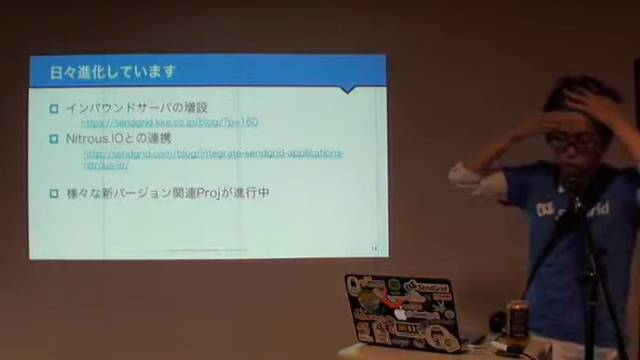 日々進化しています
インバウンドサーバの増設
https://sendgrid.kke.co.jp/blog/?p=160
Nitrous.IOとの連携
http://sendgrid.com/blog/integrate-sendgrid-applications-
nitrous-io/
様々な新バージョン関連Projが進行中
SendGrid